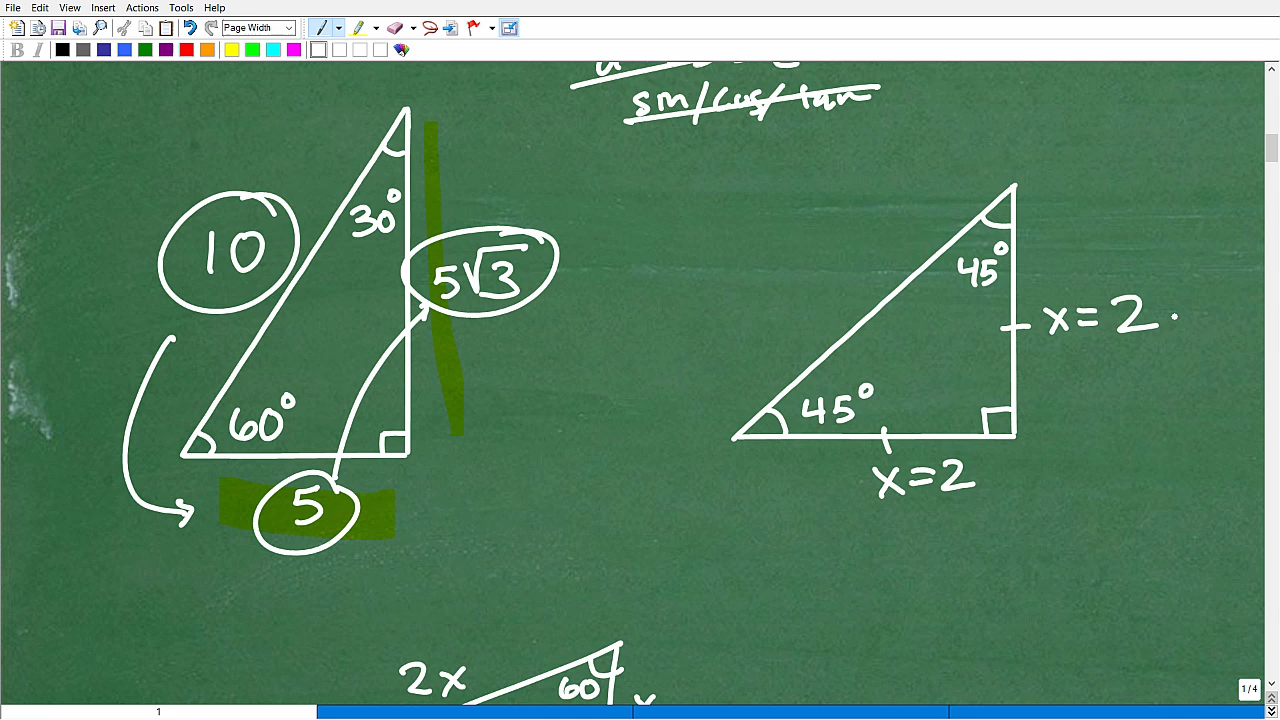 File Edit View Insert Actions Tools Help
Page Width
B I
sin/cos/tan
30°
10
5√3
60°
5
45°
x=2
45°
x=2
2x
60
1/4
1